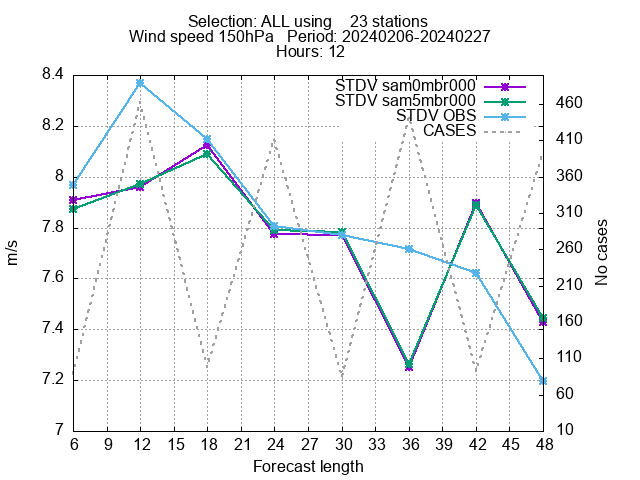 Selection: ALL using    23 stations
Wind speed 150hPa   Period: 20240206-20240227
Hours: 12
STDV sam0mbr000
STDV sam5mbr000
STDV OBS
CASES
8.4
8.2
8
7.8
7.6
7.4
7.2
7
m/s
460
410
360
310
260
210
160
110
60
10
No cases
6 9 12 15 18 21 24 27 30 33 36 39 42 45 48
Forecast length